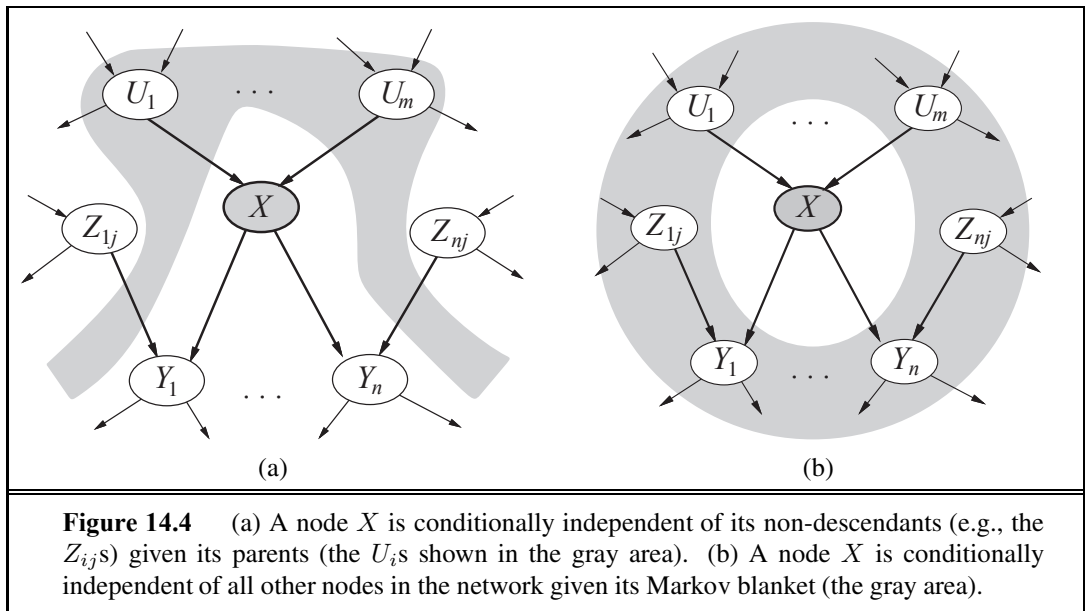 U1 . . . Um
X
Z1j Znj
Y1 . . . Yn
(a)
U1 . . . Um
X
Z1j Znj
Y1 . . . Yn
(b)
Figure 14.4 (a) A node X is conditionally independent of its non-descendants (e.g., the
Zijs) given its parents (the Uis shown in the gray area). (b) A node X is conditionally
independent of all other nodes in the network given its Markov blanket (the gray area).